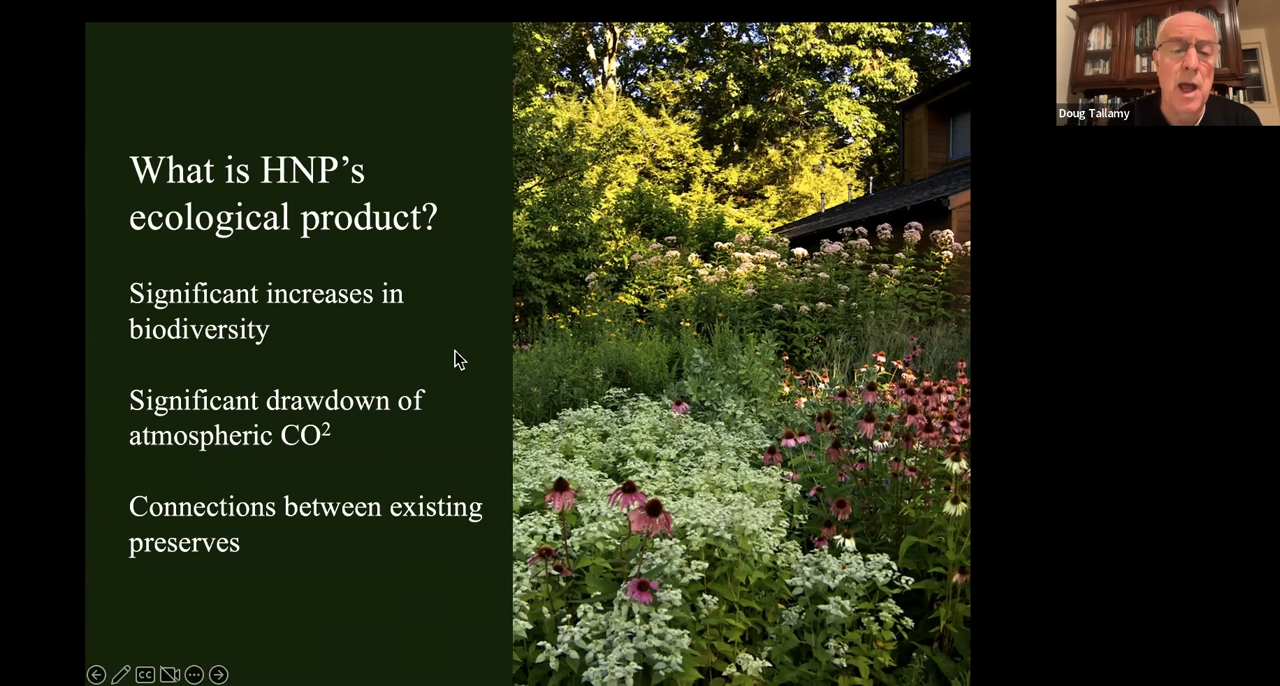 What is HNP’s
ecological product?
Significant increases in
biodiversity
Significant drawdown of
atmospheric CO²
Connections between existing
preserves
Doug Tallamy
CC